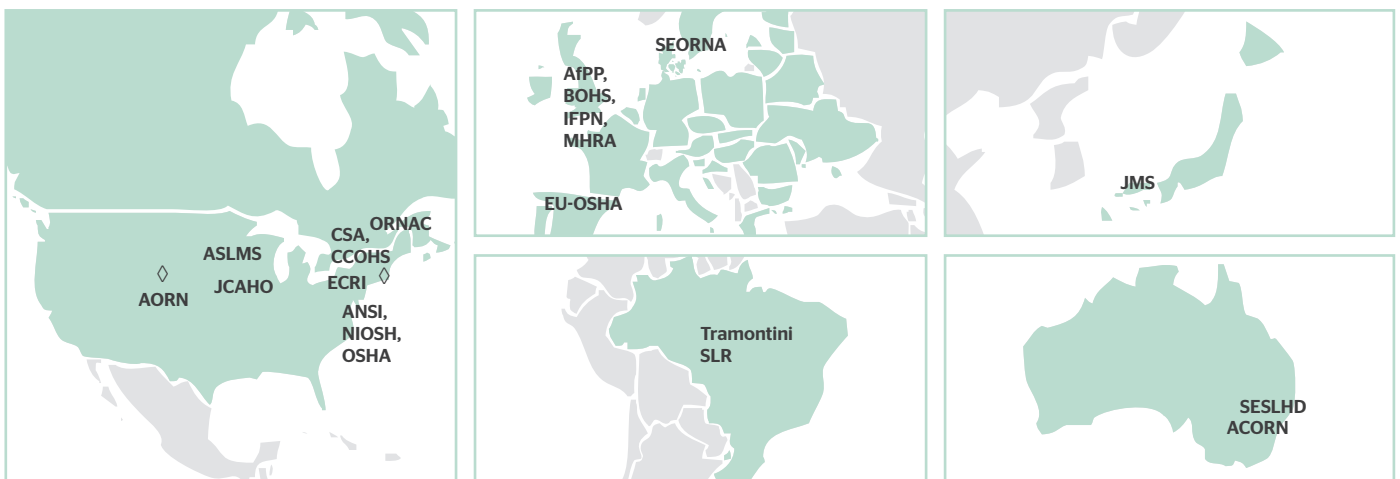 ORNAC
CSA,
CCOHS
ASLMS
JCAHO
ECRI
AORN
ANSI,
NIOSH,
OSHA
SEORNA
AfPP,
BOHS,
IFPN,
MHRA
EU-OSHA
JMS
Tramontini
SLR
SESLHD
ACORN